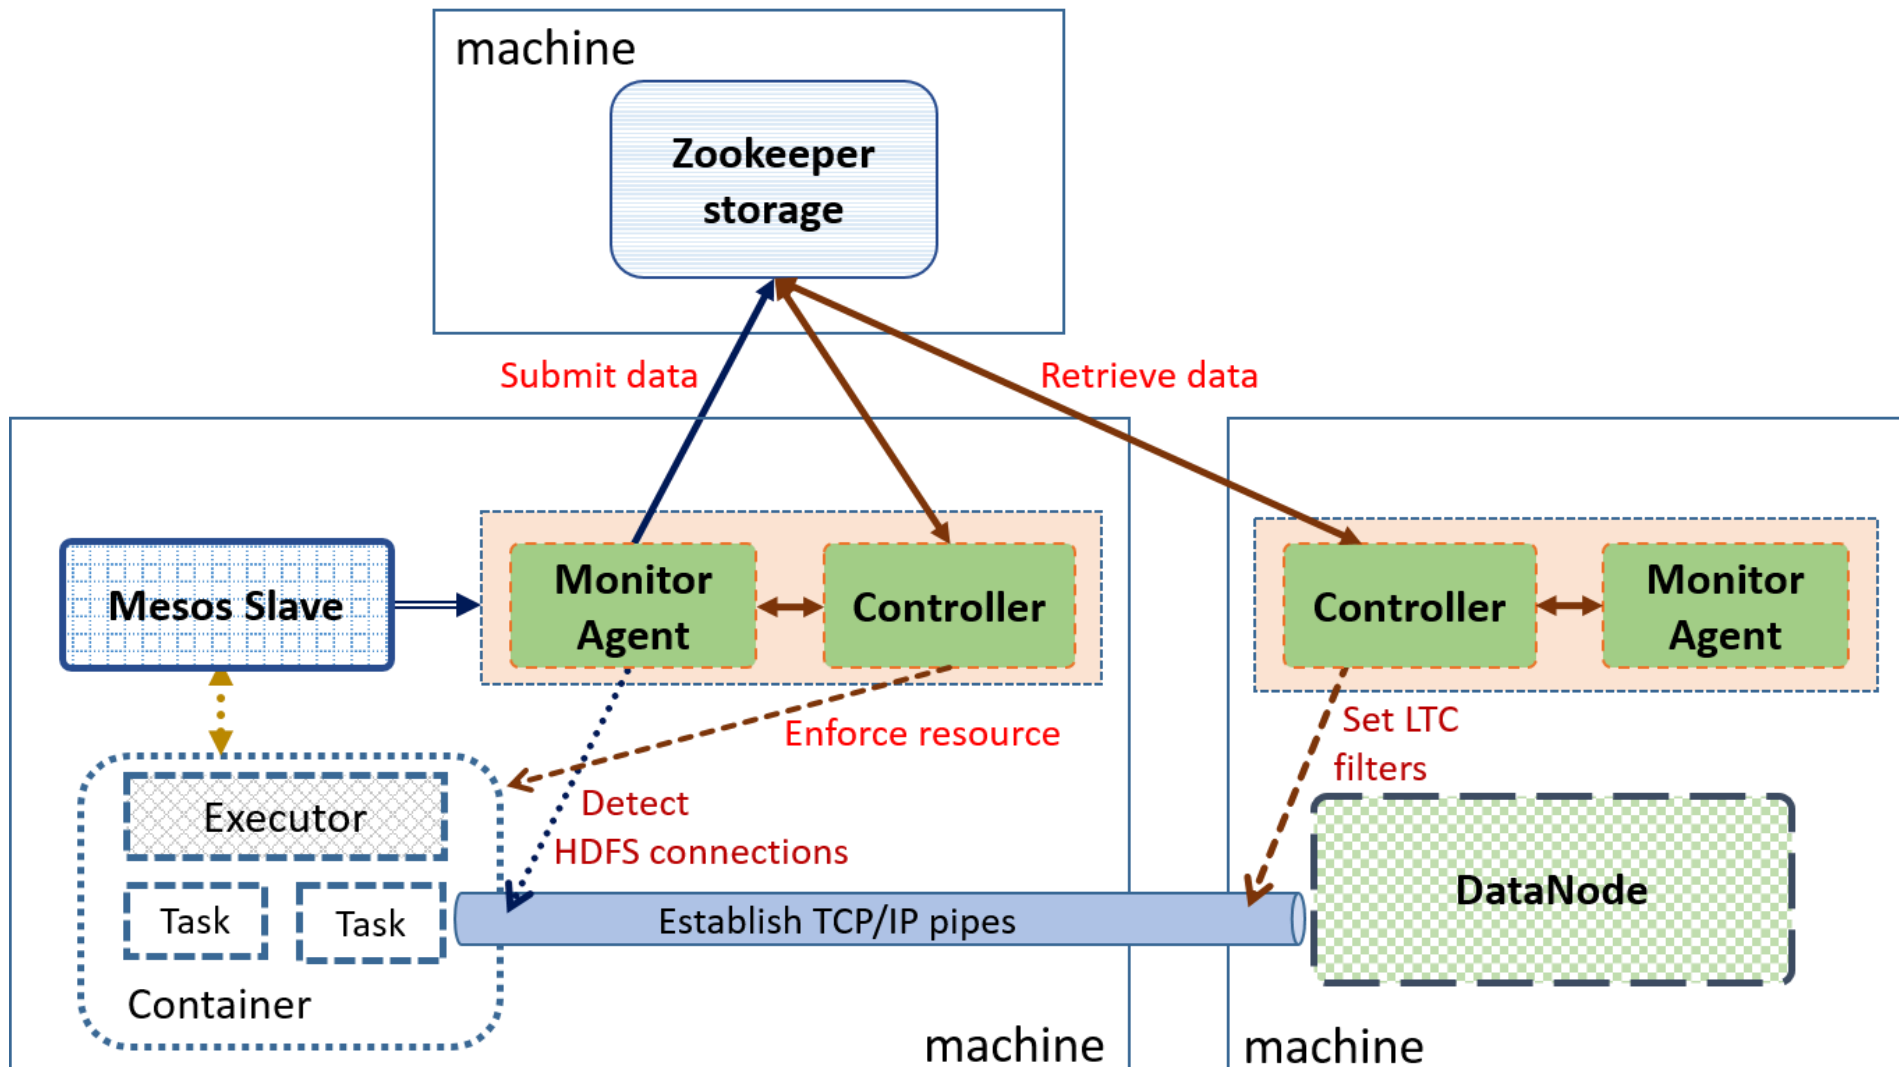 machine
Zookeeper
storage
Submit data
Retrieve data
Mesos Slave
Monitor
Agent
Controller
Controller
Monitor
Agent
Enforce resource
Set LTC
filters
Detect
HDFS connections
Executor
Task
Task
Container
Establish TCP/IP pipes
DataNode
machine
machine